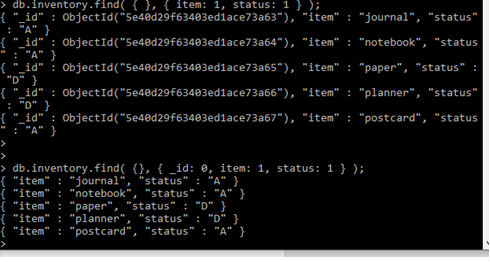 > db.inventory.find( { }, { item: 1, status: 1 } );
{ "_id" : ObjectId("5e40d29f63403ed1ace73a63"), "item" : "journal", "status"
 : "A" }
{ "_id" : ObjectId("5e40d29f63403ed1ace73a64"), "item" : "notebook", "status
" : "A" }
{ "_id" : ObjectId("5e40d29f63403ed1ace73a65"), "item" : "paper", "status" :
"D" }
{ "_id" : ObjectId("5e40d29f63403ed1ace73a66"), "item" : "planner", "status"
 : "D" }
{ "_id" : ObjectId("5e40d29f63403ed1ace73a67"), "item" : "postcard", "status
" : "A" }
>
>
> db.inventory.find( {}, { _id: 0, item: 1, status: 1 } );
{ "item" : "journal", "status" : "A" }
{ "item" : "notebook", "status" : "A" }
{ "item" : "paper", "status" : "D" }
{ "item" : "planner", "status" : "D" }
{ "item" : "postcard", "status" : "A" }
>